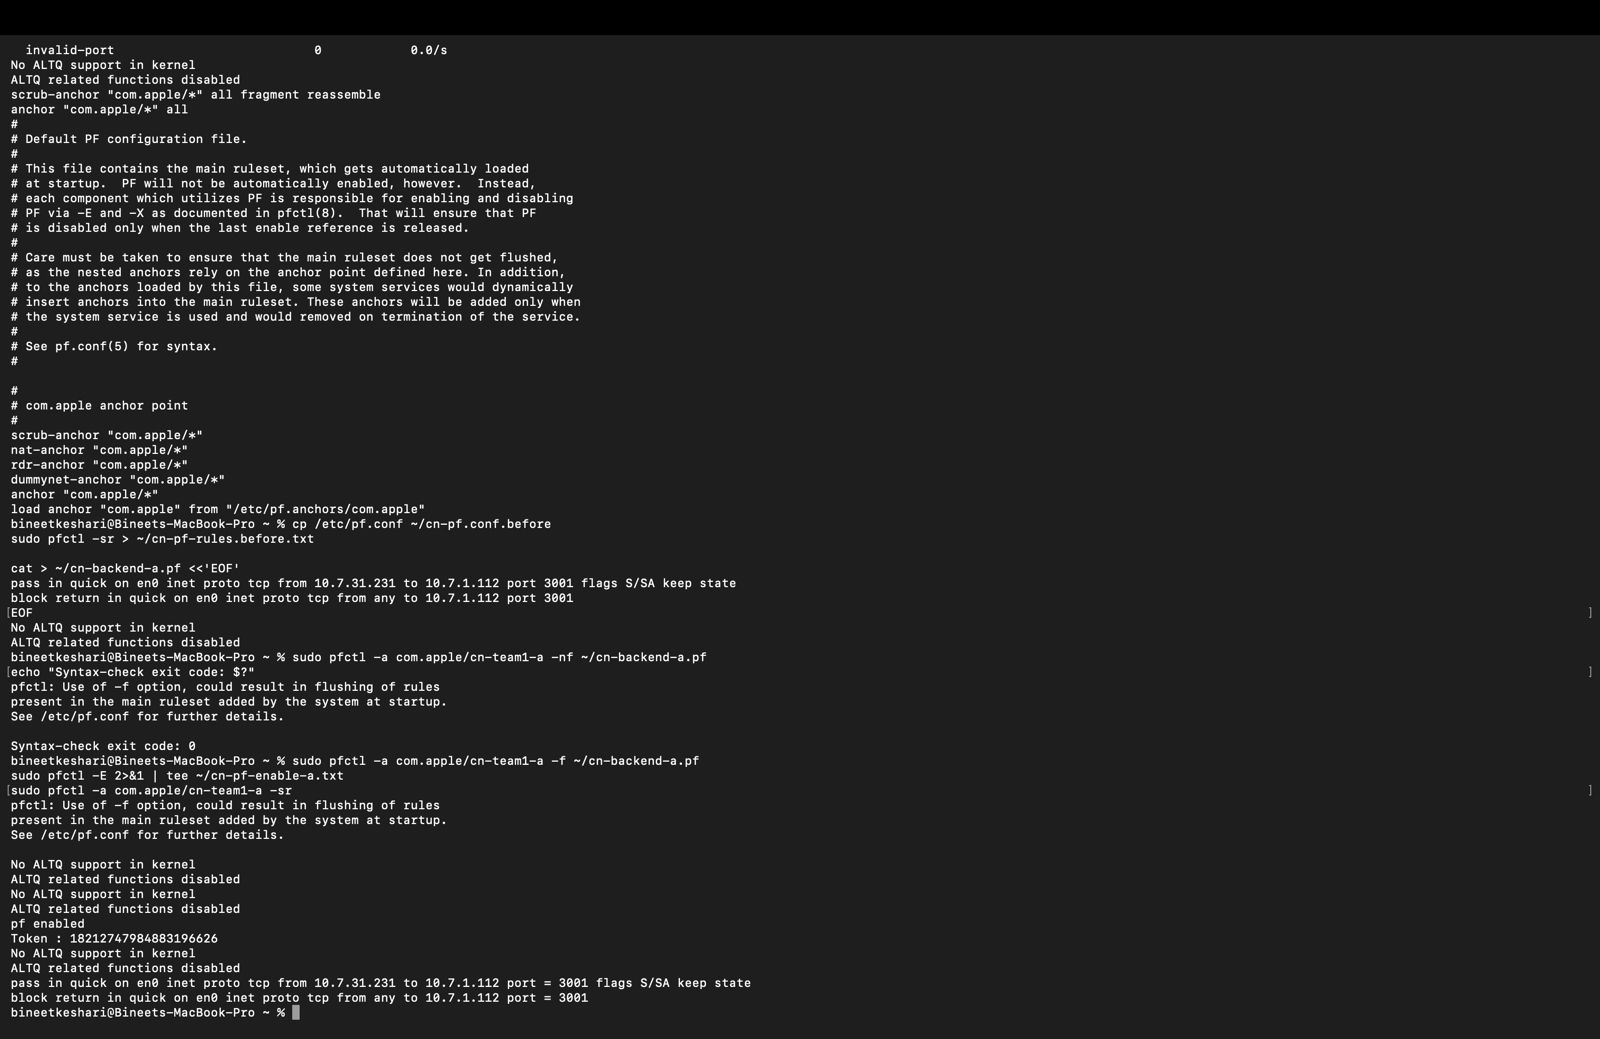 invalid-port                           0            0.0/s
No ALTQ support in kernel
ALTQ related functions disabled
scrub-anchor "com.apple/*" all fragment reassemble
anchor "com.apple/*" all
#
# Default PF configuration file.
#
# This file contains the main ruleset, which gets automatically loaded
# at startup.  PF will not be automatically enabled, however.  Instead,
# each component which utilizes PF is responsible for enabling and disabling
# PF via -E and -X as documented in pfctl(8).  That will ensure that PF
# is disabled only when the last enable reference is released.
#
# Care must be taken to ensure that the main ruleset does not get flushed,
# as the nested anchors rely on the anchor point defined here. In addition,
# to the anchors loaded by this file, some system services would dynamically
# insert anchors into the main ruleset. These anchors will be added only when
# the system service is used and would removed on termination of the service.
#
# See pf.conf(5) for syntax.
#

#
# com.apple anchor point
#
scrub-anchor "com.apple/*"
nat-anchor "com.apple/*"
rdr-anchor "com.apple/*"
dummynet-anchor "com.apple/*"
anchor "com.apple/*"
load anchor "com.apple" from "/etc/pf.anchors/com.apple"
bineetkeshari@Bineets-MacBook-Pro ~ % cp /etc/pf.conf ~/cn-pf.conf.before
sudo pfctl -sr > ~/cn-pf-rules.before.txt

cat > ~/cn-backend-a.pf <<'EOF'
pass in quick on en0 inet proto tcp from 10.7.31.231 to 10.7.1.112 port 3001 flags S/SA keep state
block return in quick on en0 inet proto tcp from any to 10.7.1.112 port 3001
[EOF ]
No ALTQ support in kernel
ALTQ related functions disabled
bineetkeshari@Bineets-MacBook-Pro ~ % sudo pfctl -a com.apple/cn-team1-a -nf ~/cn-backend-a.pf
[echo "Syntax-check exit code: $?" ]
pfctl: Use of -f option, could result in flushing of rules
present in the main ruleset added by the system at startup.
See /etc/pf.conf for further details.

Syntax-check exit code: 0
bineetkeshari@Bineets-MacBook-Pro ~ % sudo pfctl -a com.apple/cn-team1-a -f ~/cn-backend-a.pf
sudo pfctl -E 2>&1 | tee ~/cn-pf-enable-a.txt
[sudo pfctl -a com.apple/cn-team1-a -sr ]
pfctl: Use of -f option, could result in flushing of rules
present in the main ruleset added by the system at startup.
See /etc/pf.conf for further details.

No ALTQ support in kernel
ALTQ related functions disabled
No ALTQ support in kernel
ALTQ related functions disabled
pf enabled
Token : 18212747984883196626
No ALTQ support in kernel
ALTQ related functions disabled
pass in quick on en0 inet proto tcp from 10.7.31.231 to 10.7.1.112 port = 3001 flags S/SA keep state
block return in quick on en0 inet proto tcp from any to 10.7.1.112 port = 3001
bineetkeshari@Bineets-MacBook-Pro ~ %